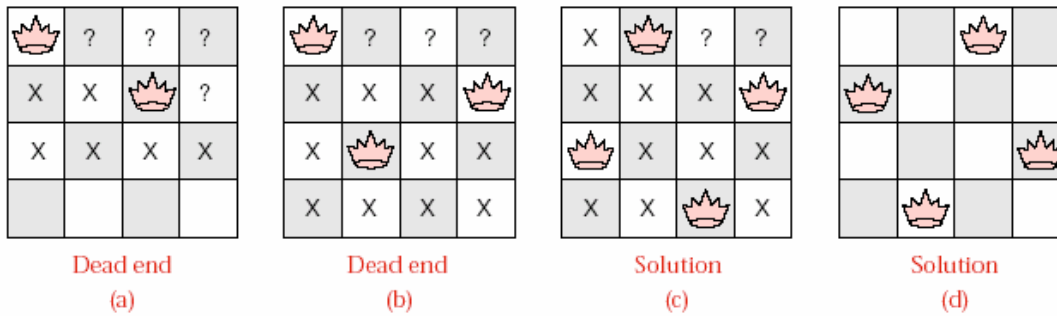 ? ? ? ? ? ? ? ?
X X ? X X X X X X X
X X X X X X X X X X
X X X X X X X
Dead end Dead end Solution Solution
(a) (b) (c) (d)